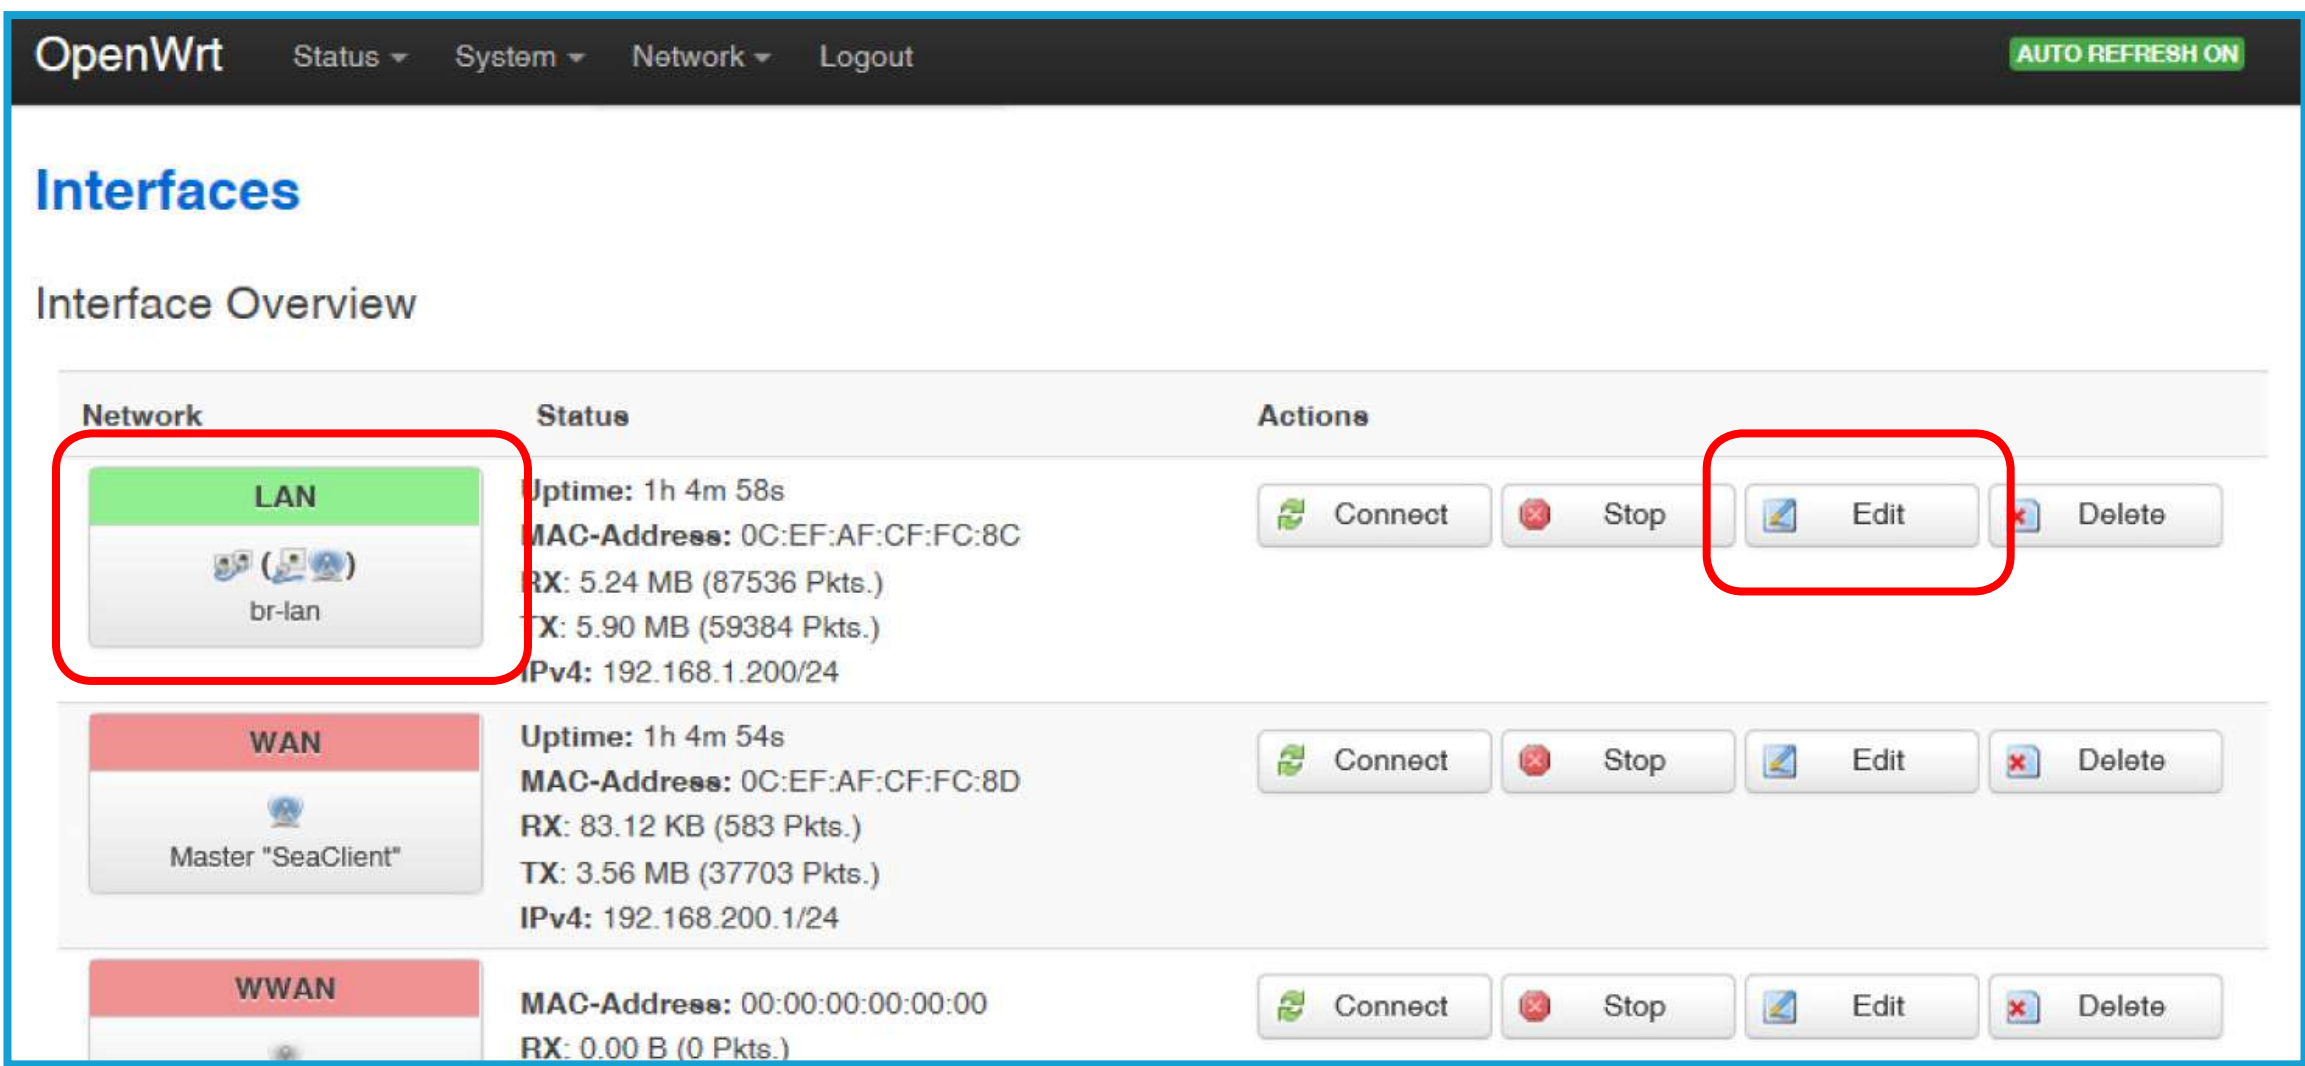 OpenWrt Status System Network Logout AUTO REFRESH ON
Interfaces
Interface Overview
Network Status Actions
LAN
br-lan
Uptime: 1h 4m 58s
MAC-Address: 0C:EF:AF:CF:FC:8C
RX: 5.24 MB (87536 Pkts.)
TX: 5.90 MB (59384 Pkts.)
IPv4: 192.168.1.200/24
Connect Stop Edit Delete
WAN
Master "SeaClient"
Uptime: 1h 4m 54s
MAC-Address: 0C:EF:AF:CF:FC:8D
RX: 83.12 KB (583 Pkts.)
TX: 3.56 MB (37703 Pkts.)
IPv4: 192.168.200.1/24
Connect Stop Edit Delete
WWAN
MAC-Address: 00:00:00:00:00:00
RX: 0.00 B (0 Pkts.)
Connect Stop Edit Delete